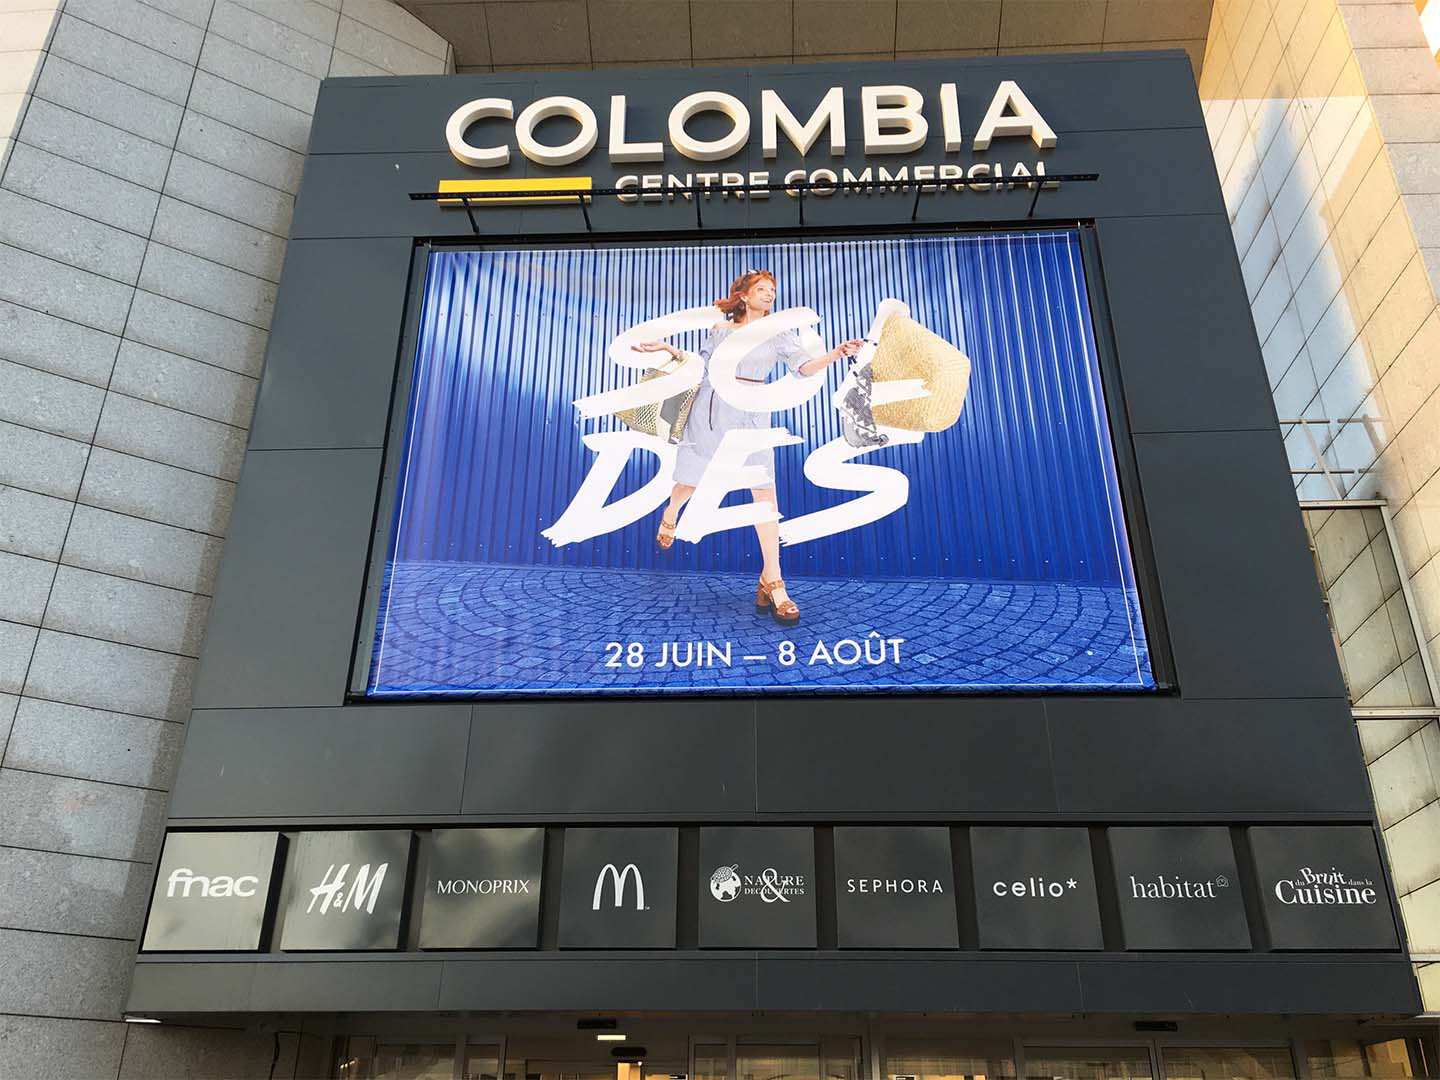 COLOMBIA
CENTRE COMMERCIAL
SOL
DES
28 JUIN – 8 AOÛT
fnac
H&M
MONOPRIX
M
NATURE & DECOUVERTES
SEPHORA
celio*
habitat
du Bruit dans la Cuisine